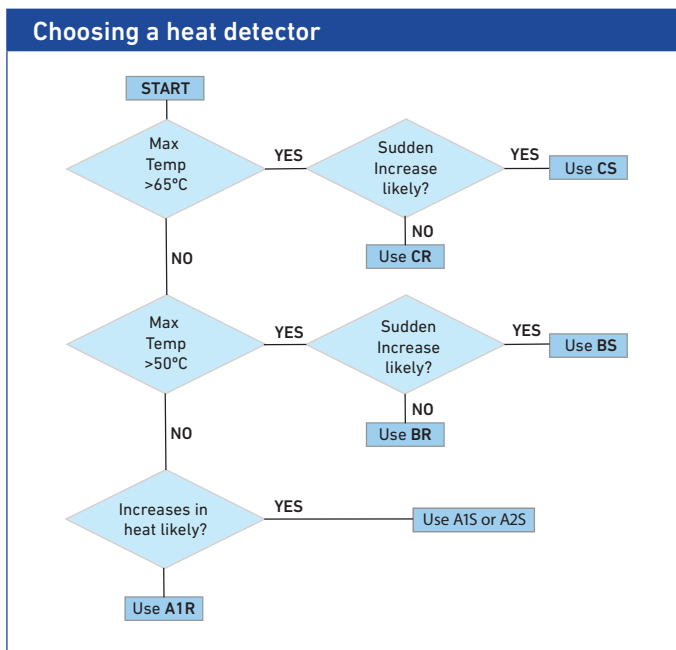 Choosing a heat detector
START
Max
Temp
>65°C
YES
Sudden
Increase
likely?
YES
Use CS
NO
Use CR
NO
Max
Temp
>50°C
YES
Sudden
Increase
likely?
YES
Use BS
NO
Use BR
NO
Increases in
heat likely?
YES
Use A1S or A2S
Use A1R